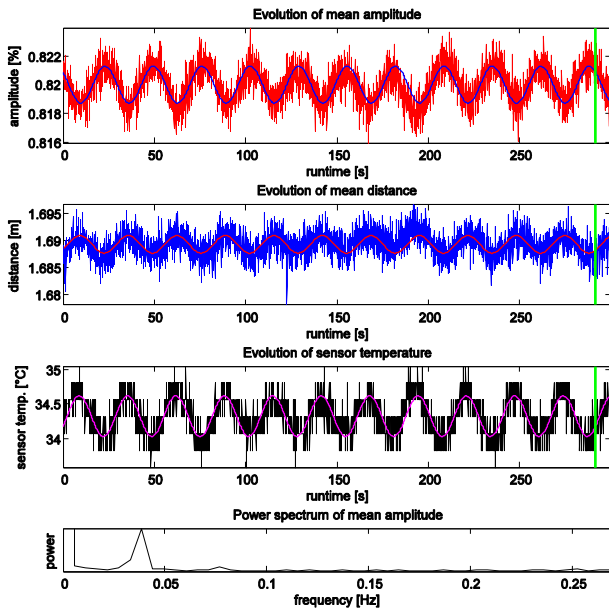 Evolution of mean amplitude
amplitude [%]
0.822
0.82
0.818
0.816
0 50 100 150 200 250
runtime [s]
Evolution of mean distance
distance [m]
1.695
1.69
1.685
1.68
0 50 100 150 200 250
runtime [s]
Evolution of sensor temperature
sensor temp. [°C]
35
34.5
34
0 50 100 150 200 250
runtime [s]
Power spectrum of mean amplitude
power
0 0.05 0.1 0.15 0.2 0.25
frequency [Hz]